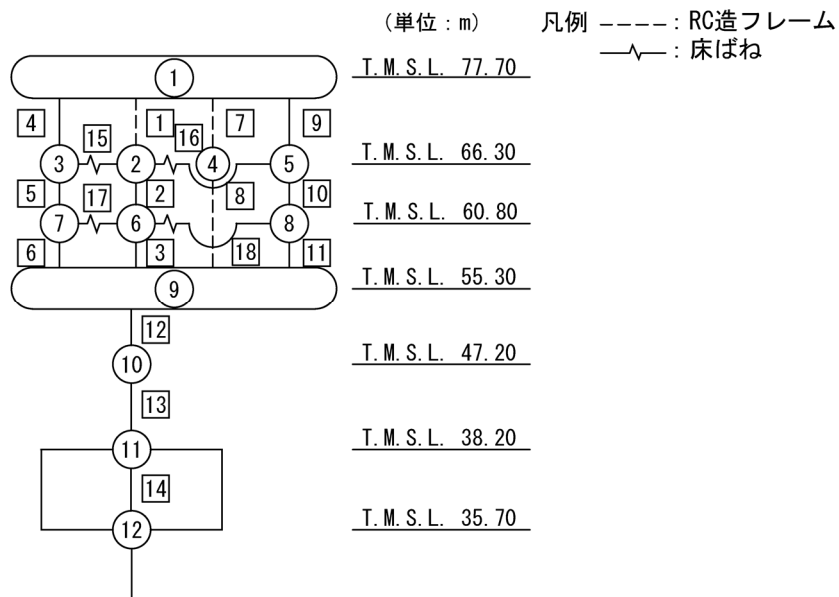 (単位:m) 凡例 ----: RC造フレーム
: 床ばね
1 T.M.S.L. 77.70
4 1 7 9
15 16
3 2 4 5 T.M.S.L. 66.30
5 17 2 8 10
7 6 8 T.M.S.L. 60.80
6 3 18 11
9 T.M.S.L. 55.30
12
10 T.M.S.L. 47.20
13
11 T.M.S.L. 38.20
14
12 T.M.S.L. 35.70